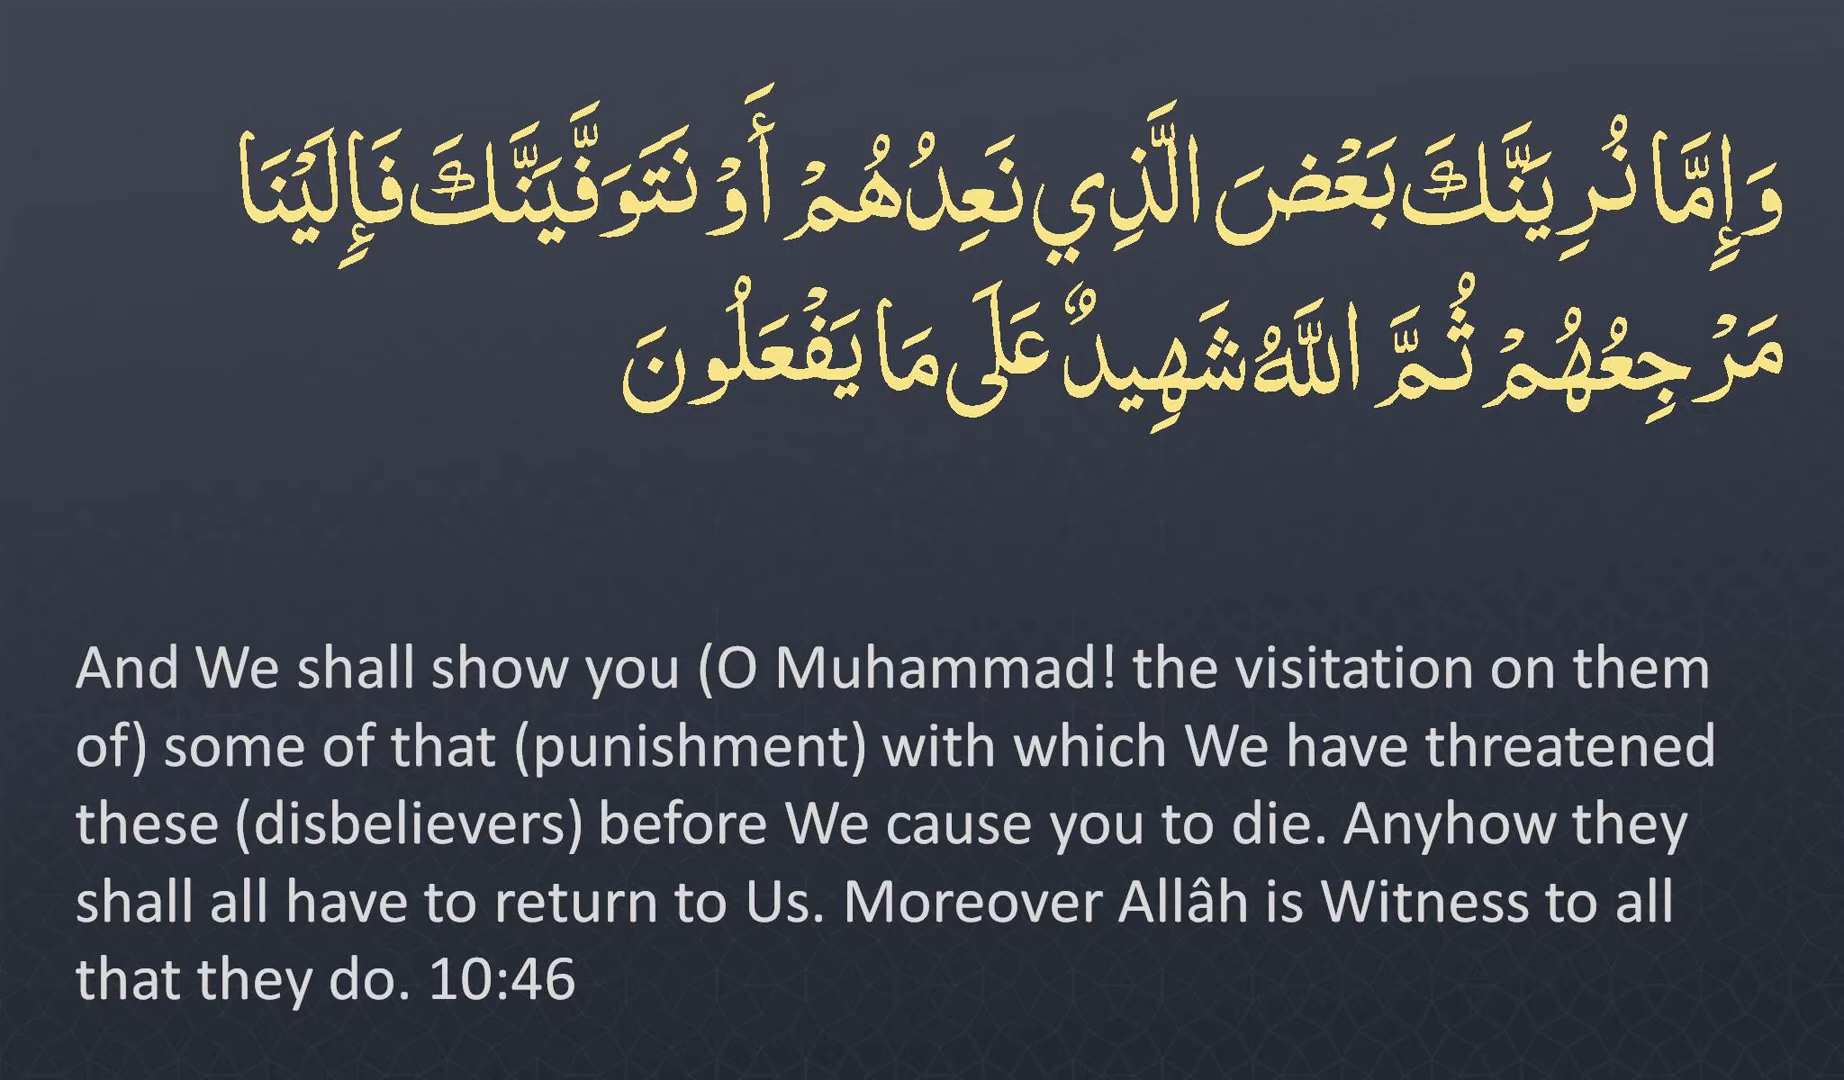 وَإِمَّا نُرِيَنَّكَ بَعْضَ الَّذِي نَعِدُهُمْ أَوْ نَتَوَفَّيَنَّكَ فَإِلَيْنَا
مَرْجِعُهُمْ ثُمَّ اللَّهُ شَهِيدٌ عَلَى مَا يَفْعَلُونَ
And We shall show you (O Muhammad! the visitation on them
of) some of that (punishment) with which We have threatened
these (disbelievers) before We cause you to die. Anyhow they
shall all have to return to Us. Moreover Allâh is Witness to all
that they do. 10:46